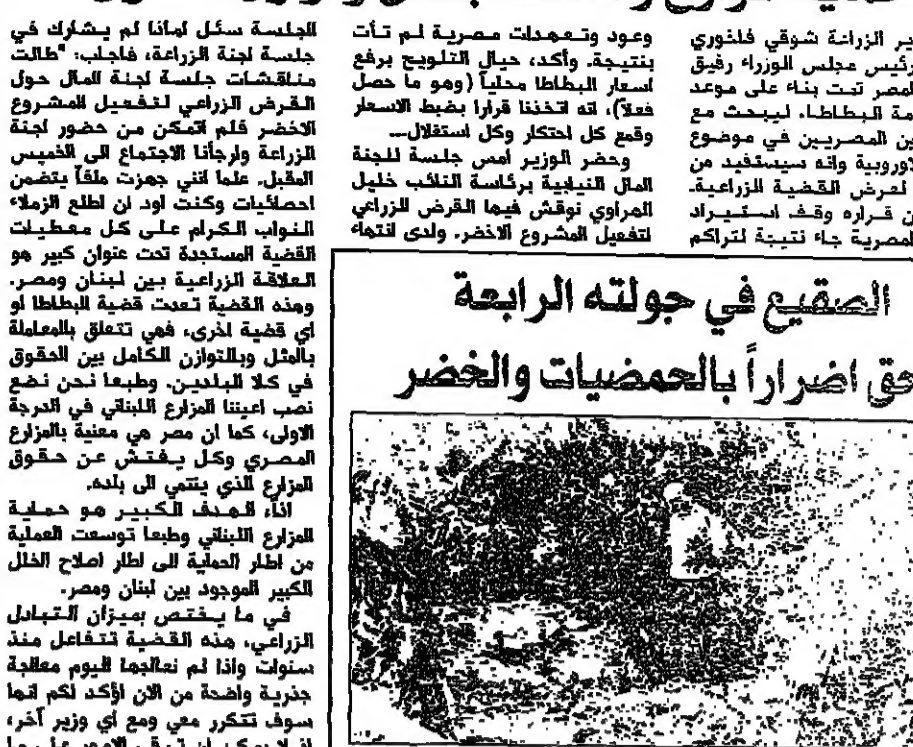 ير الزراعة شوقي فاخوري
رئيس مجلس الوزراء رفيق
لمصر تمت بناء على موعد
مة البطاطا. ليبحث مع
ين المصريين في موضوع
لاوروبية وانه سيستفيد من
لعرض القضية الزراعية.
ن قراره وقف استيراد
لمصرية جاء نتيجة لتراكم
وعود وتعهدات مصرية لم تأت
بنتيجة. وأكد، حيال التلويح برفع
اسعار البطاطا محلياً (وهو ما حصل
فعلاً)، انه اتخذنا قرارا بضبط الاسعار
وقمع كل احتكار وكل استغلال...
وحضر الوزير امس جلسة للجنة
المال النيابية برئاسة النائب خليل
الهراوي نوقش فيها القرض الزراعي
لتفعيل المشروع الاخضر. ولدى انتهاء
الجلسة سئل لماذا لم يشارك في
جلسة لجنة الزراعة، فاجاب: "طالت
مناقشات جلسة لجنة المال حول
القرض الزراعي لتفعيل المشروع
الاخضر فلم اتمكن من حضور لجنة
الزراعة وارجأنا الاجتماع الى الخميس
المقبل. علما انني جهزت ملفاً يتضمن
احصائيات وكنت اود ان اطلع الزملاء
النواب الكرام على كل معطيات
القضية المستجدة تحت عنوان كبير هو
العلاقة الزراعية بين لبنان ومصر.
وهذه القضية تعدت قضية البطاطا او
اي قضية اخرى، فهي تتعلق بالمعاملة
بالمثل وبالتوازن الكامل بين الحقوق
في كلا البلدين. وطبعا نحن نضع
نصب اعيننا المزارع اللبناني في الدرجة
الاولى، كما ان مصر هي معنية بالمزارع
المصري وكل يفتش عن حقوق
المزارع الذي ينتمي الى بلده.
اذاً، الهدف الكبير هو حماية
المزارع اللبناني وطبعا توسعت العملية
من اطار الحماية الى اطار اصلاح الخلل
الكبير الموجود بين لبنان ومصر.
في ما يختص بميزان التبادل
الزراعي، هذه القضية تتفاعل منذ
سنوات واذا لم نعالجها اليوم معالجة
جذرية واضحة من الان اؤكد لكم انها
سوف تتكرر معي ومع اي وزير آخر،
الصقيع في جولته الرابعة
حق اضراراً بالحمضيات والخضر